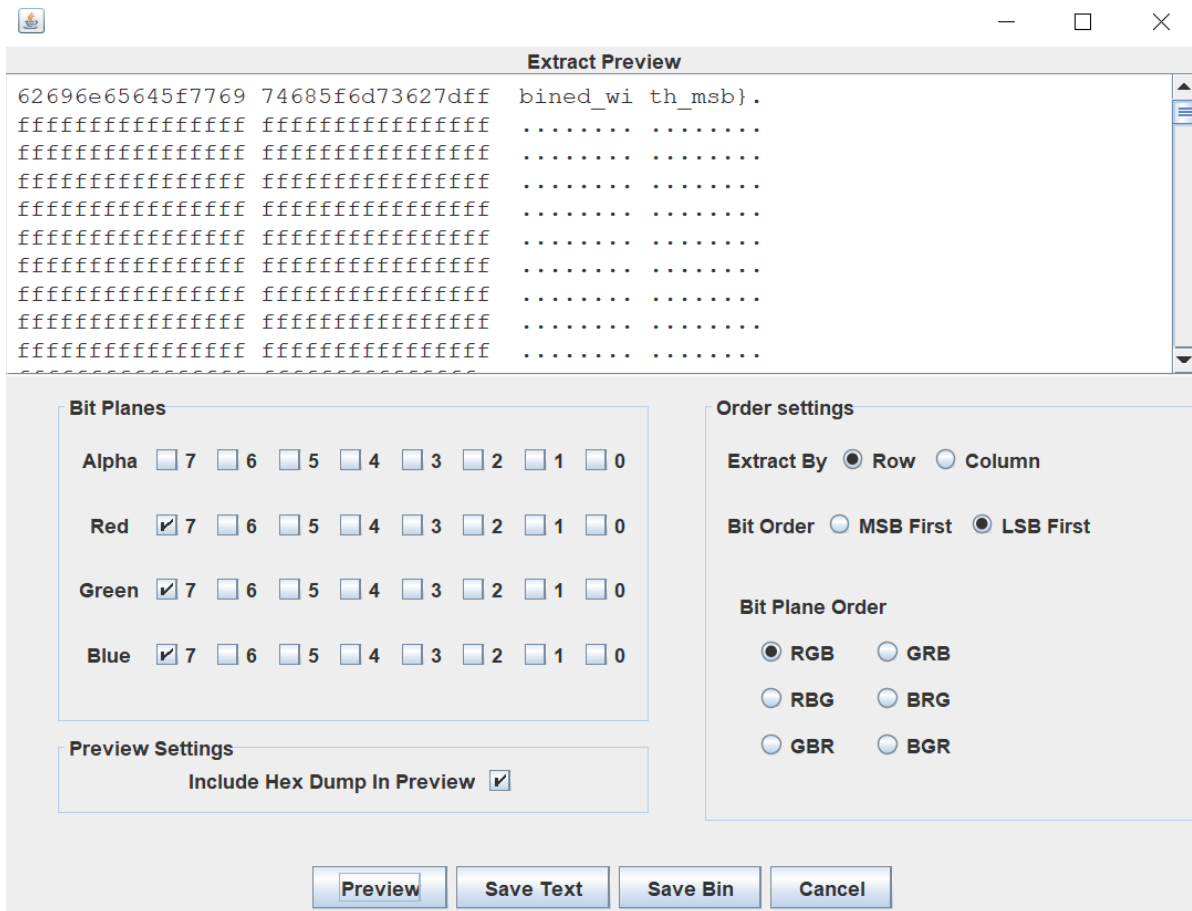 Extract Preview
62696e65645f7769 74685f6d73627dff bined_wi th_msb}.
ffffffffffffffff ffffffffffffffff ........ ........
ffffffffffffffff ffffffffffffffff ........ ........
ffffffffffffffff ffffffffffffffff ........ ........
ffffffffffffffff ffffffffffffffff ........ ........
ffffffffffffffff ffffffffffffffff ........ ........
ffffffffffffffff ffffffffffffffff ........ ........
ffffffffffffffff ffffffffffffffff ........ ........
ffffffffffffffff ffffffffffffffff ........ ........
ffffffffffffffff ffffffffffffffff ........ ........
Bit Planes
Alpha 7 6 5 4 3 2 1 0
Red 7 6 5 4 3 2 1 0
Green 7 6 5 4 3 2 1 0
Blue 7 6 5 4 3 2 1 0
Preview Settings
Include Hex Dump In Preview
Order settings
Extract By Row Column
Bit Order MSB First LSB First
Bit Plane Order
RGB GRB
RBG BRG
GBR BGR
Preview Save Text Save Bin Cancel